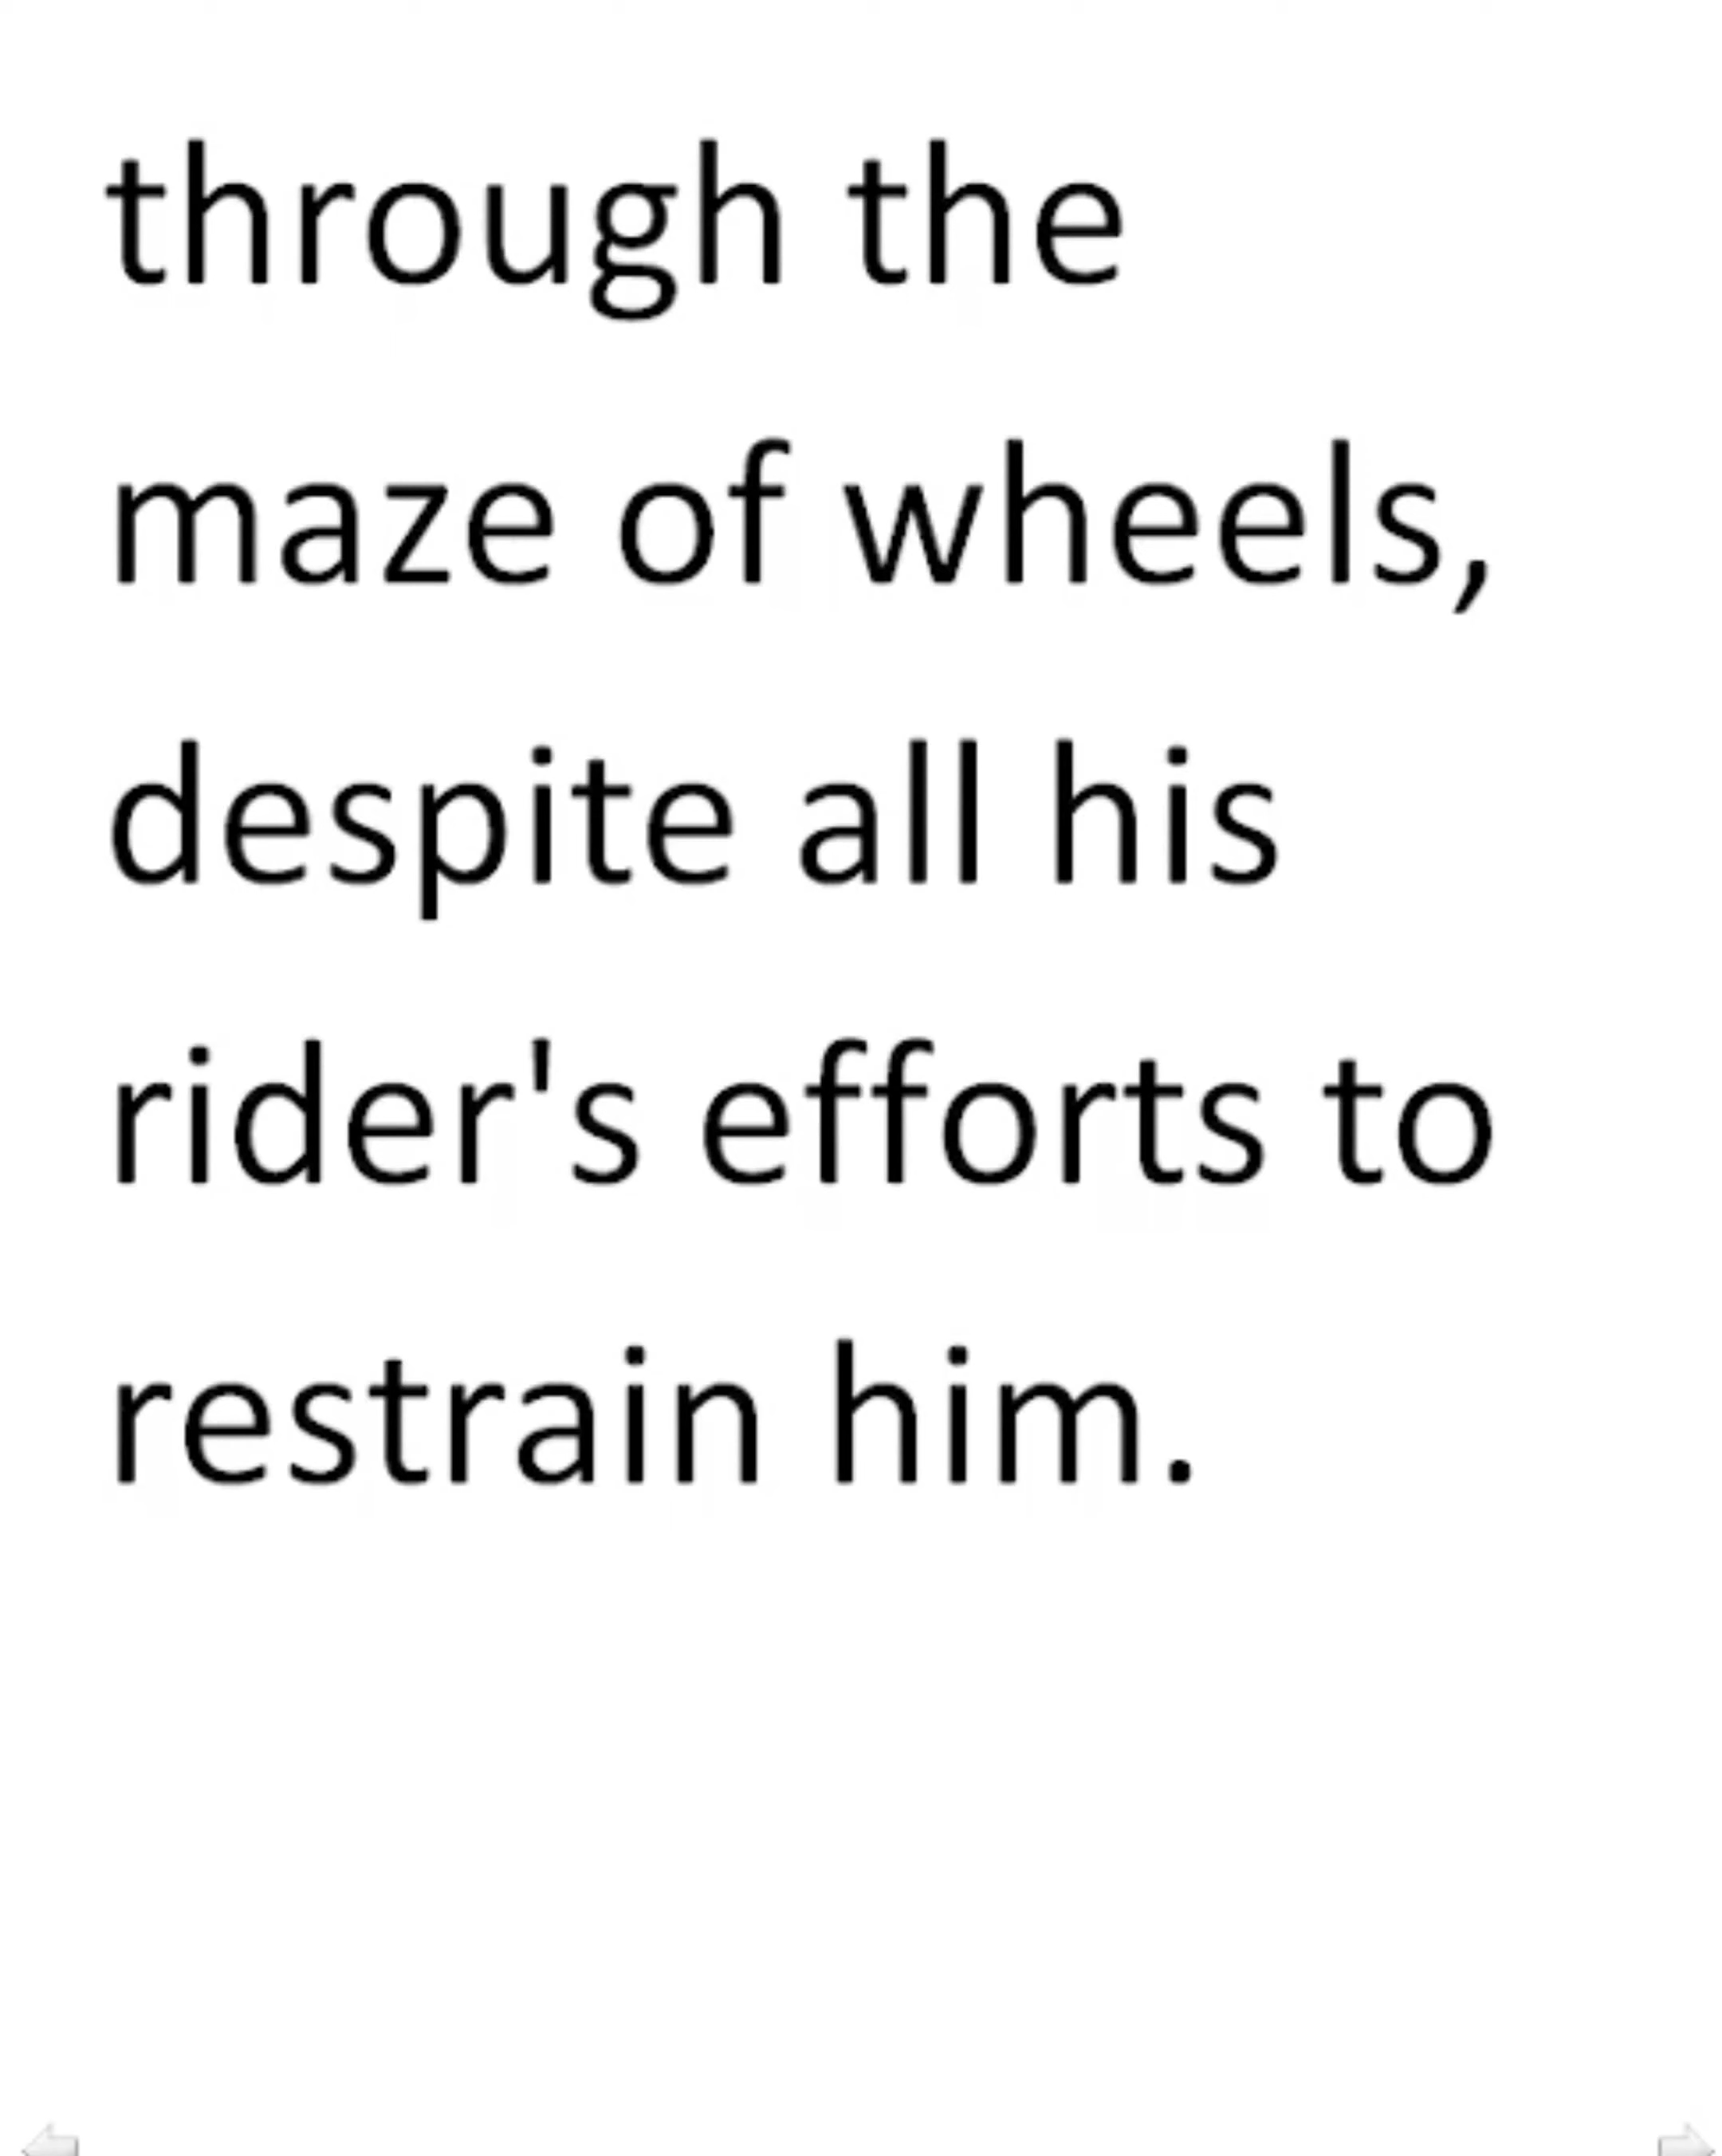 through the
maze of wheels,
despite all his
rider's efforts to
restrain him.